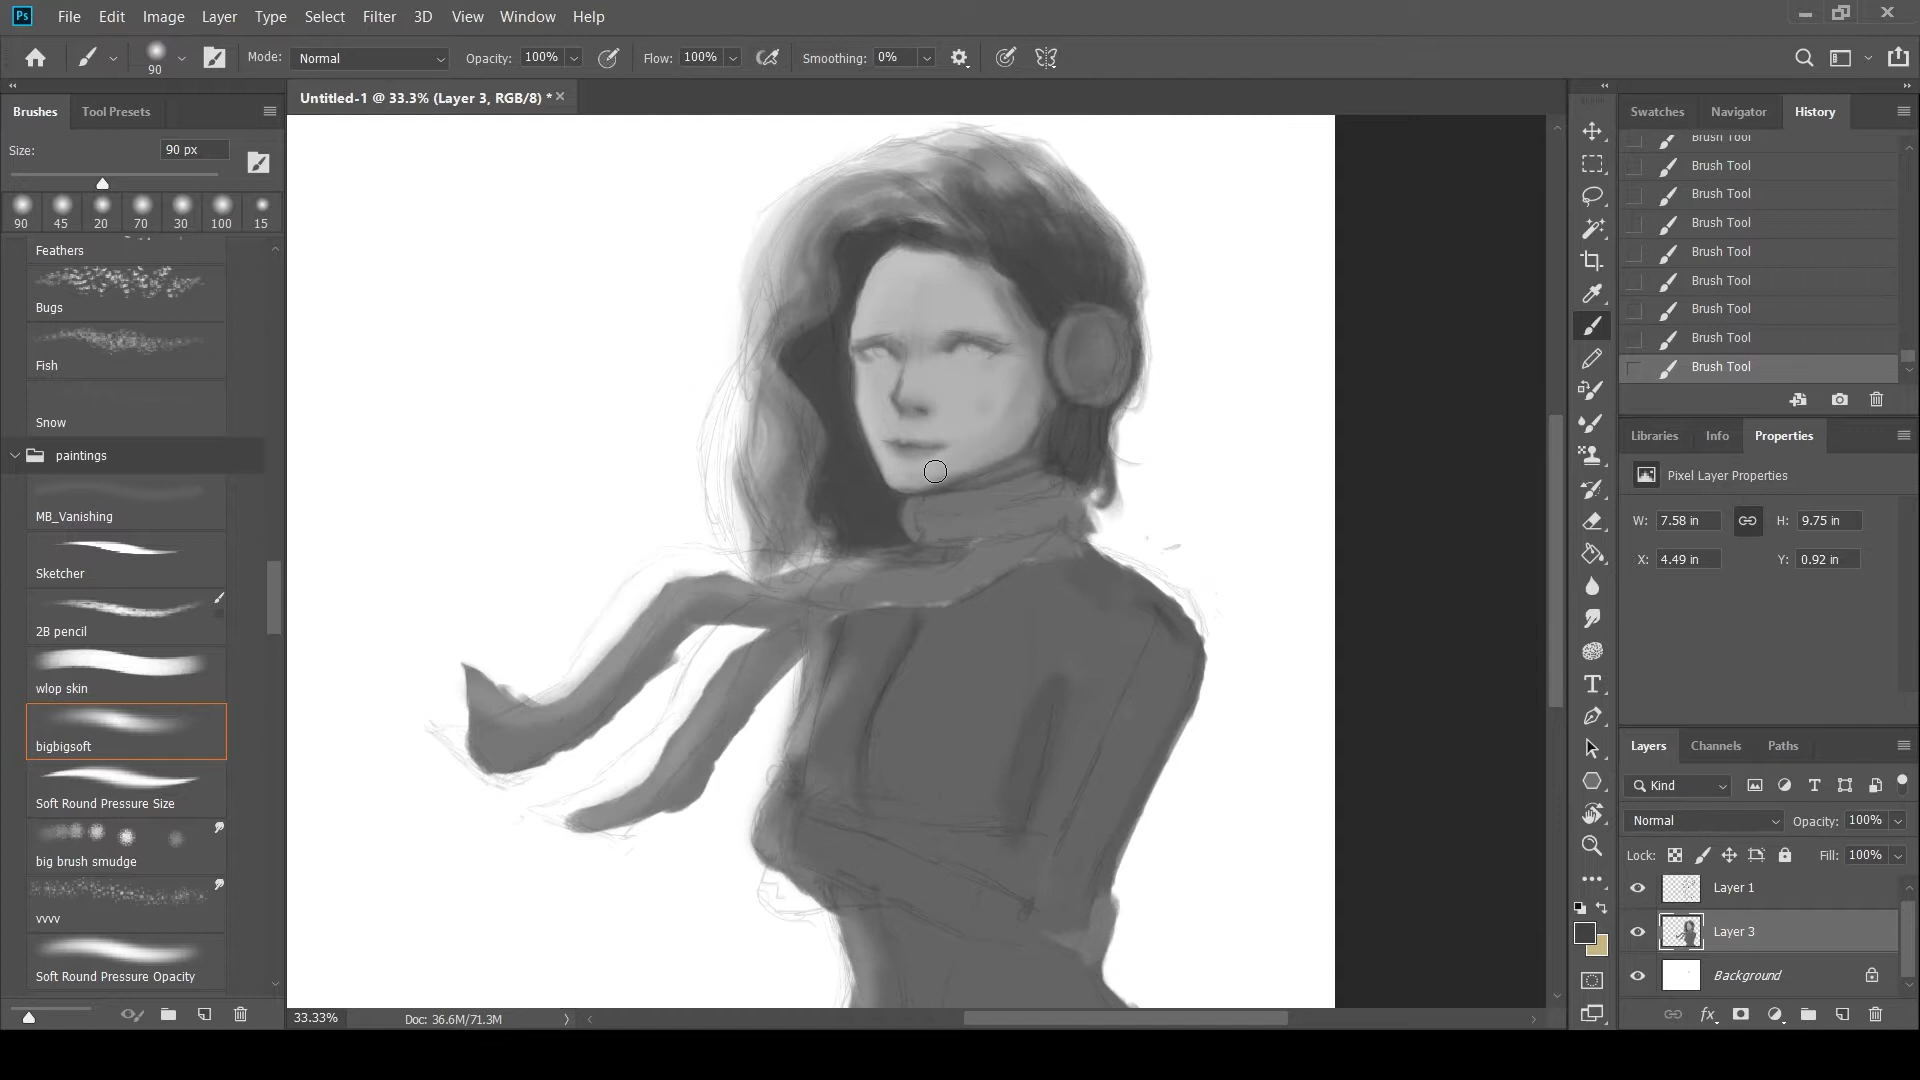 Ps File Edit Image Layer Type Select Filter 3D View Window Help
90 Mode: Normal Opacity: 100% Flow: 100% Smoothing: 0%
Brushes Tool Presets
Size: 90 px
90 45 20 70 30 100 15
Feathers
Bugs
Fish
Snow
paintings
MB_Vanishing
Sketcher
2B pencil
wlop skin
bigbigsoft
Soft Round Pressure Size
big brush smudge
vvvv
Soft Round Pressure Opacity
Untitled-1 @ 33.3% (Layer 3, RGB/8) *
33.33% Doc: 36.6M/71.3M
Swatches Navigator History
Brush Tool
Brush Tool
Brush Tool
Brush Tool
Brush Tool
Brush Tool
Brush Tool
Brush Tool
Brush Tool
Libraries Info Properties
Pixel Layer Properties
W: 7.58 in H: 9.75 in
X: 4.49 in Y: 0.92 in
Layers Channels Paths
Kind
Normal Opacity: 100%
Lock: Fill: 100%
Layer 1
Layer 3
Background
fx